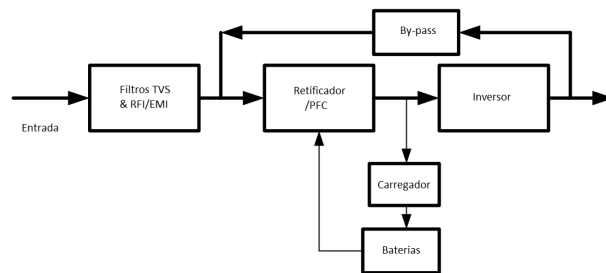 By-pass
Filtros TVS
& RFI/EMI
Retificador
/PFC
Inversor
Entrada
Carregador
Baterias